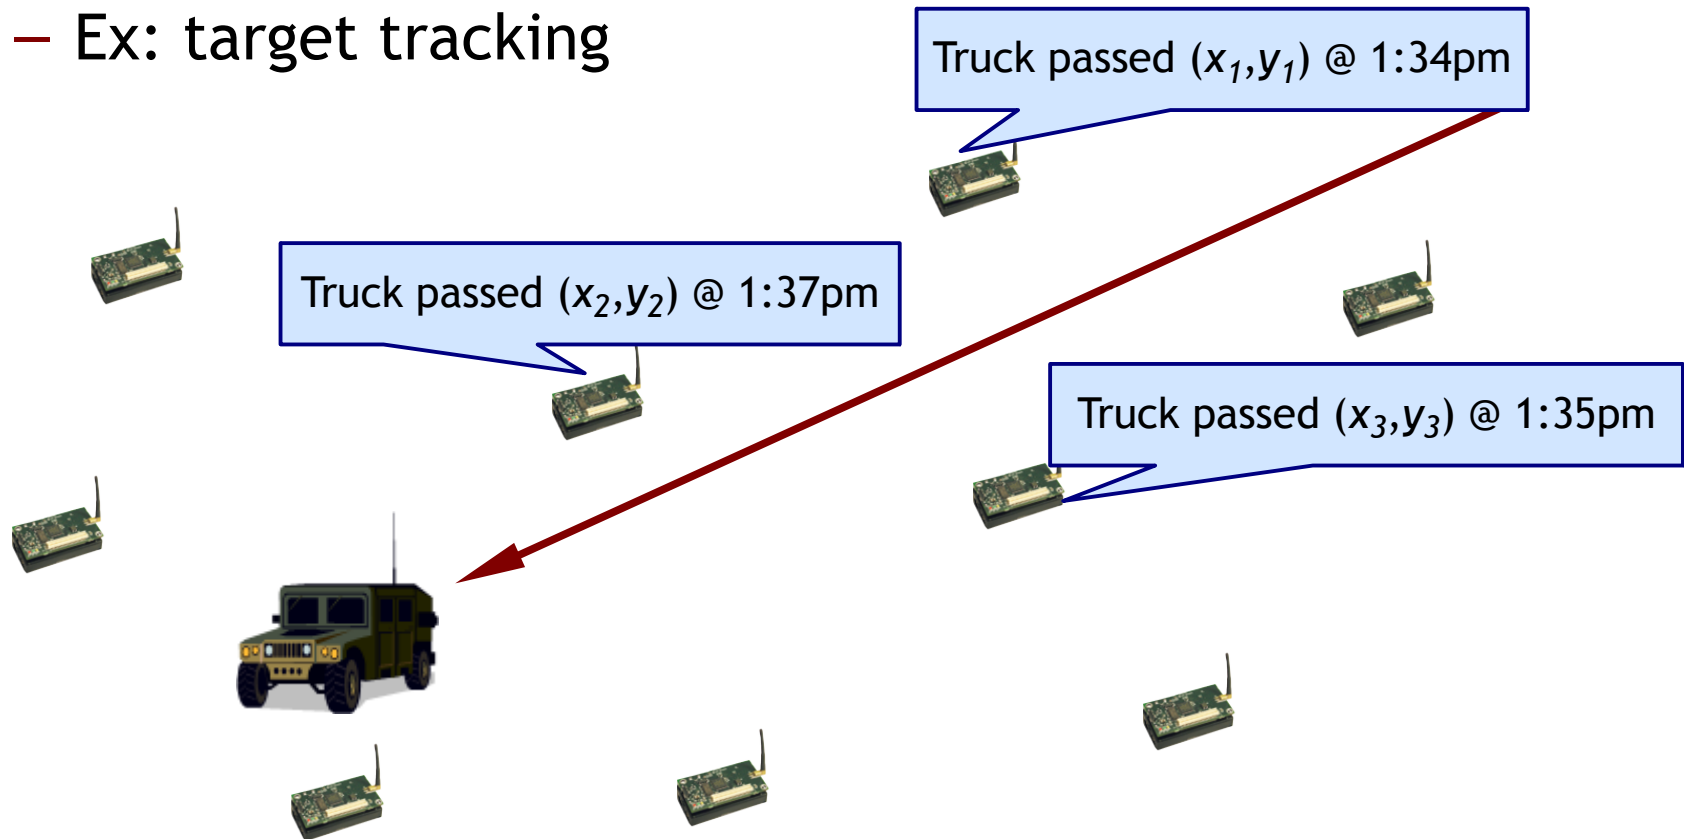 – Ex: target tracking
Truck passed (x₁,y₁) @ 1:34pm
Truck passed (x₂,y₂) @ 1:37pm
Truck passed (x₃,y₃) @ 1:35pm